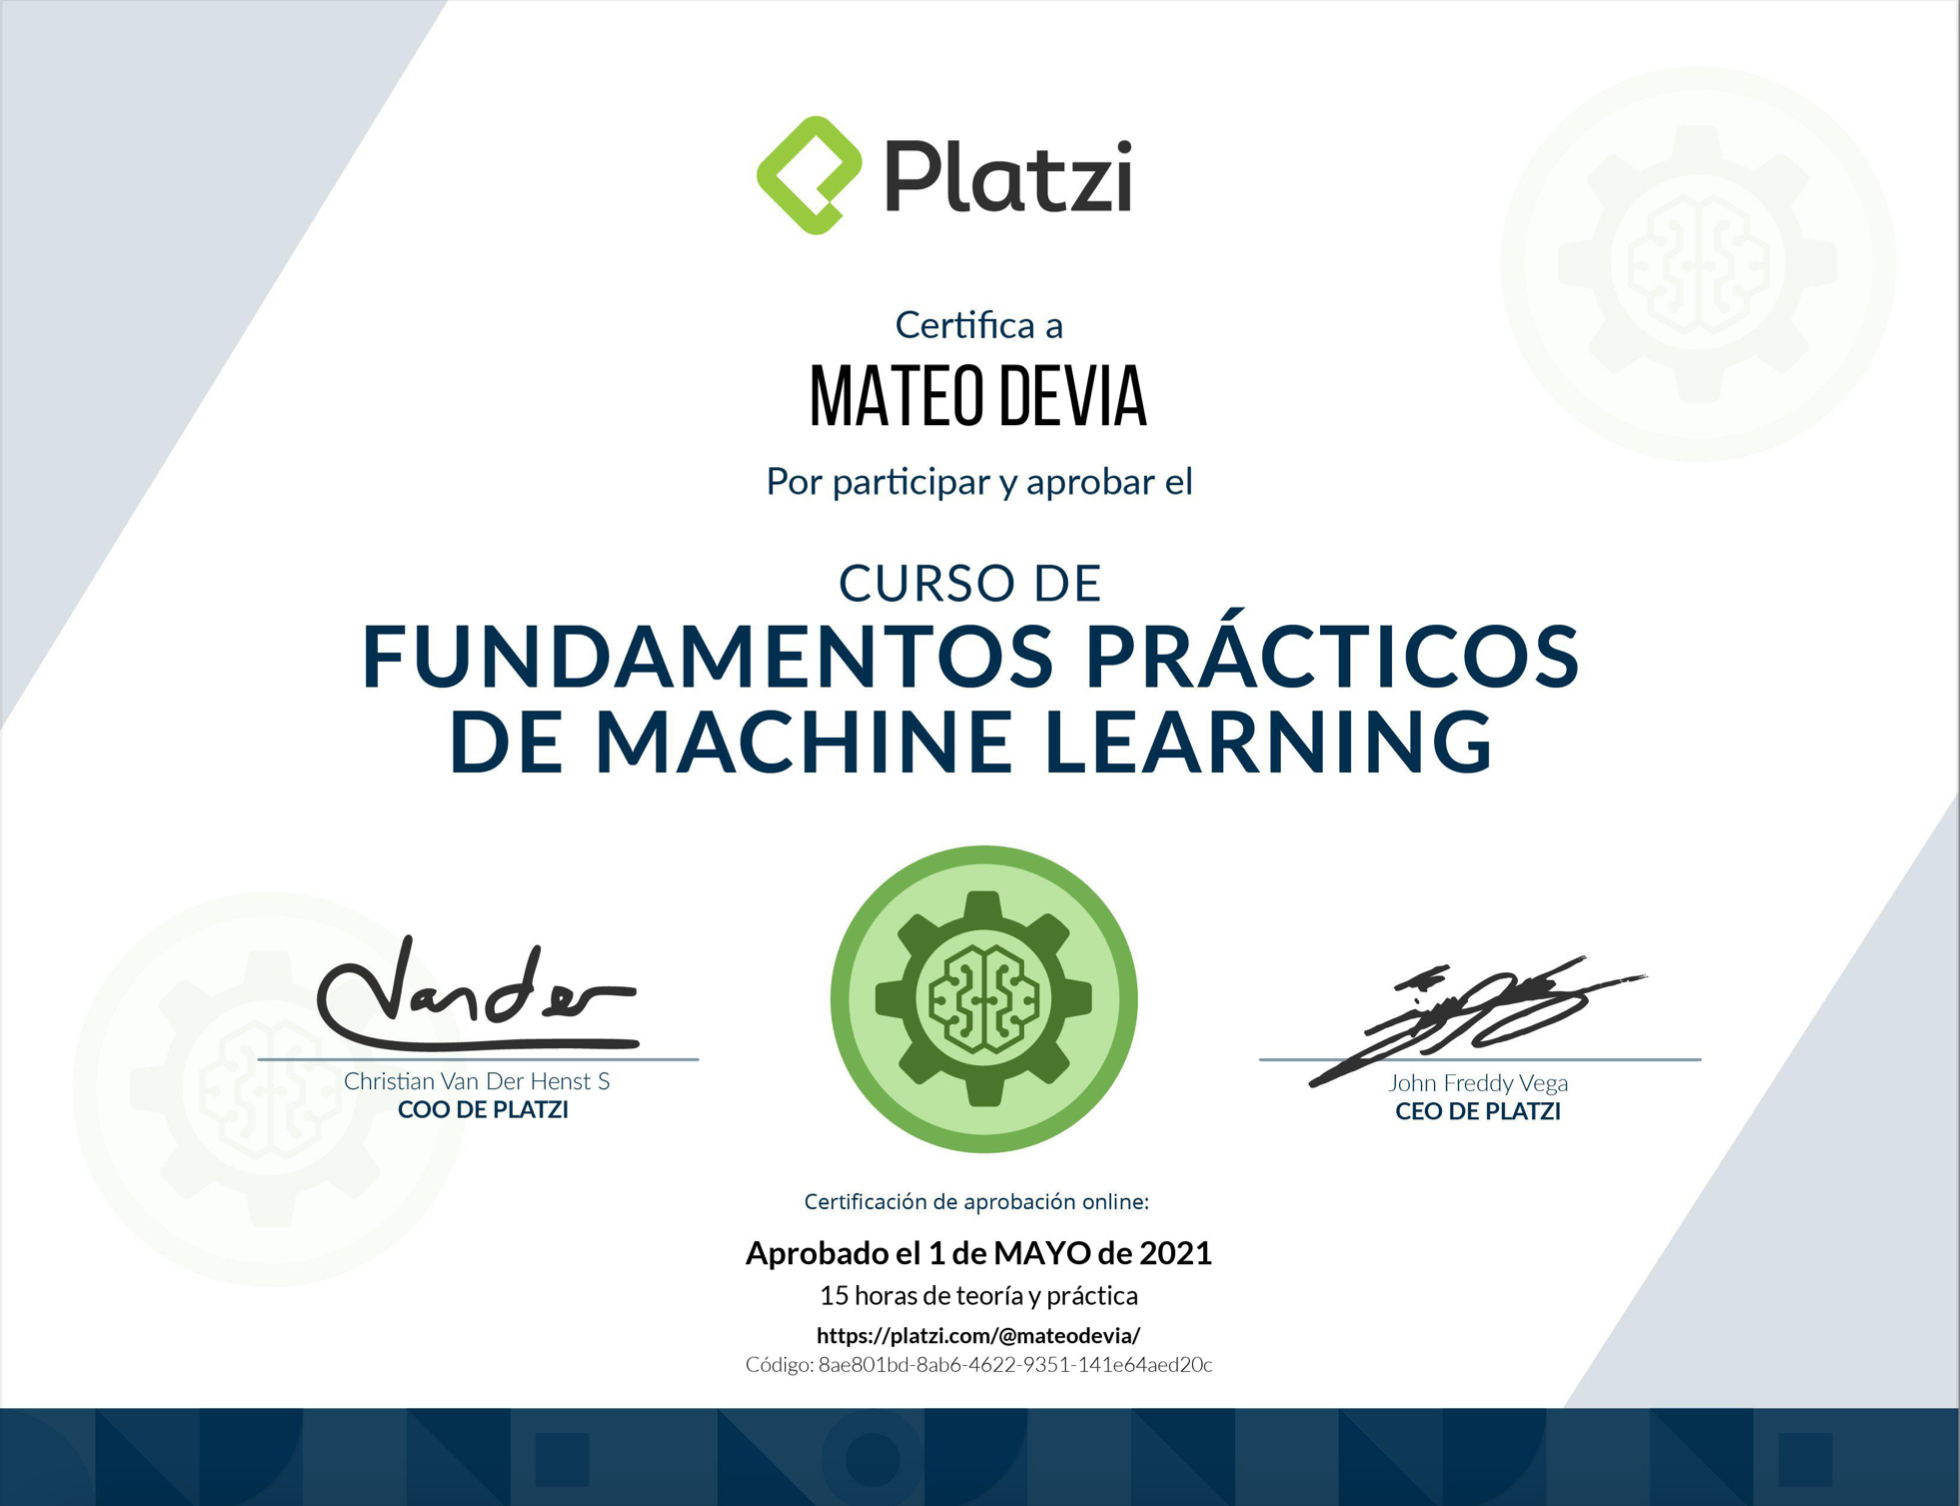 Platzi
Certifica a
MATEO DEVIA
Por participar y aprobar el
CURSO DE
FUNDAMENTOS PRÁCTICOS
DE MACHINE LEARNING
Vander
Christian Van Der Henst S
COO DE PLATZI
John Freddy Vega
CEO DE PLATZI
Certificación de aprobación online:
Aprobado el 1 de MAYO de 2021
15 horas de teoría y práctica
https://platzi.com/@mateodevia/
Código: 8ae801bd-8ab6-4622-9351-141e64aed20c